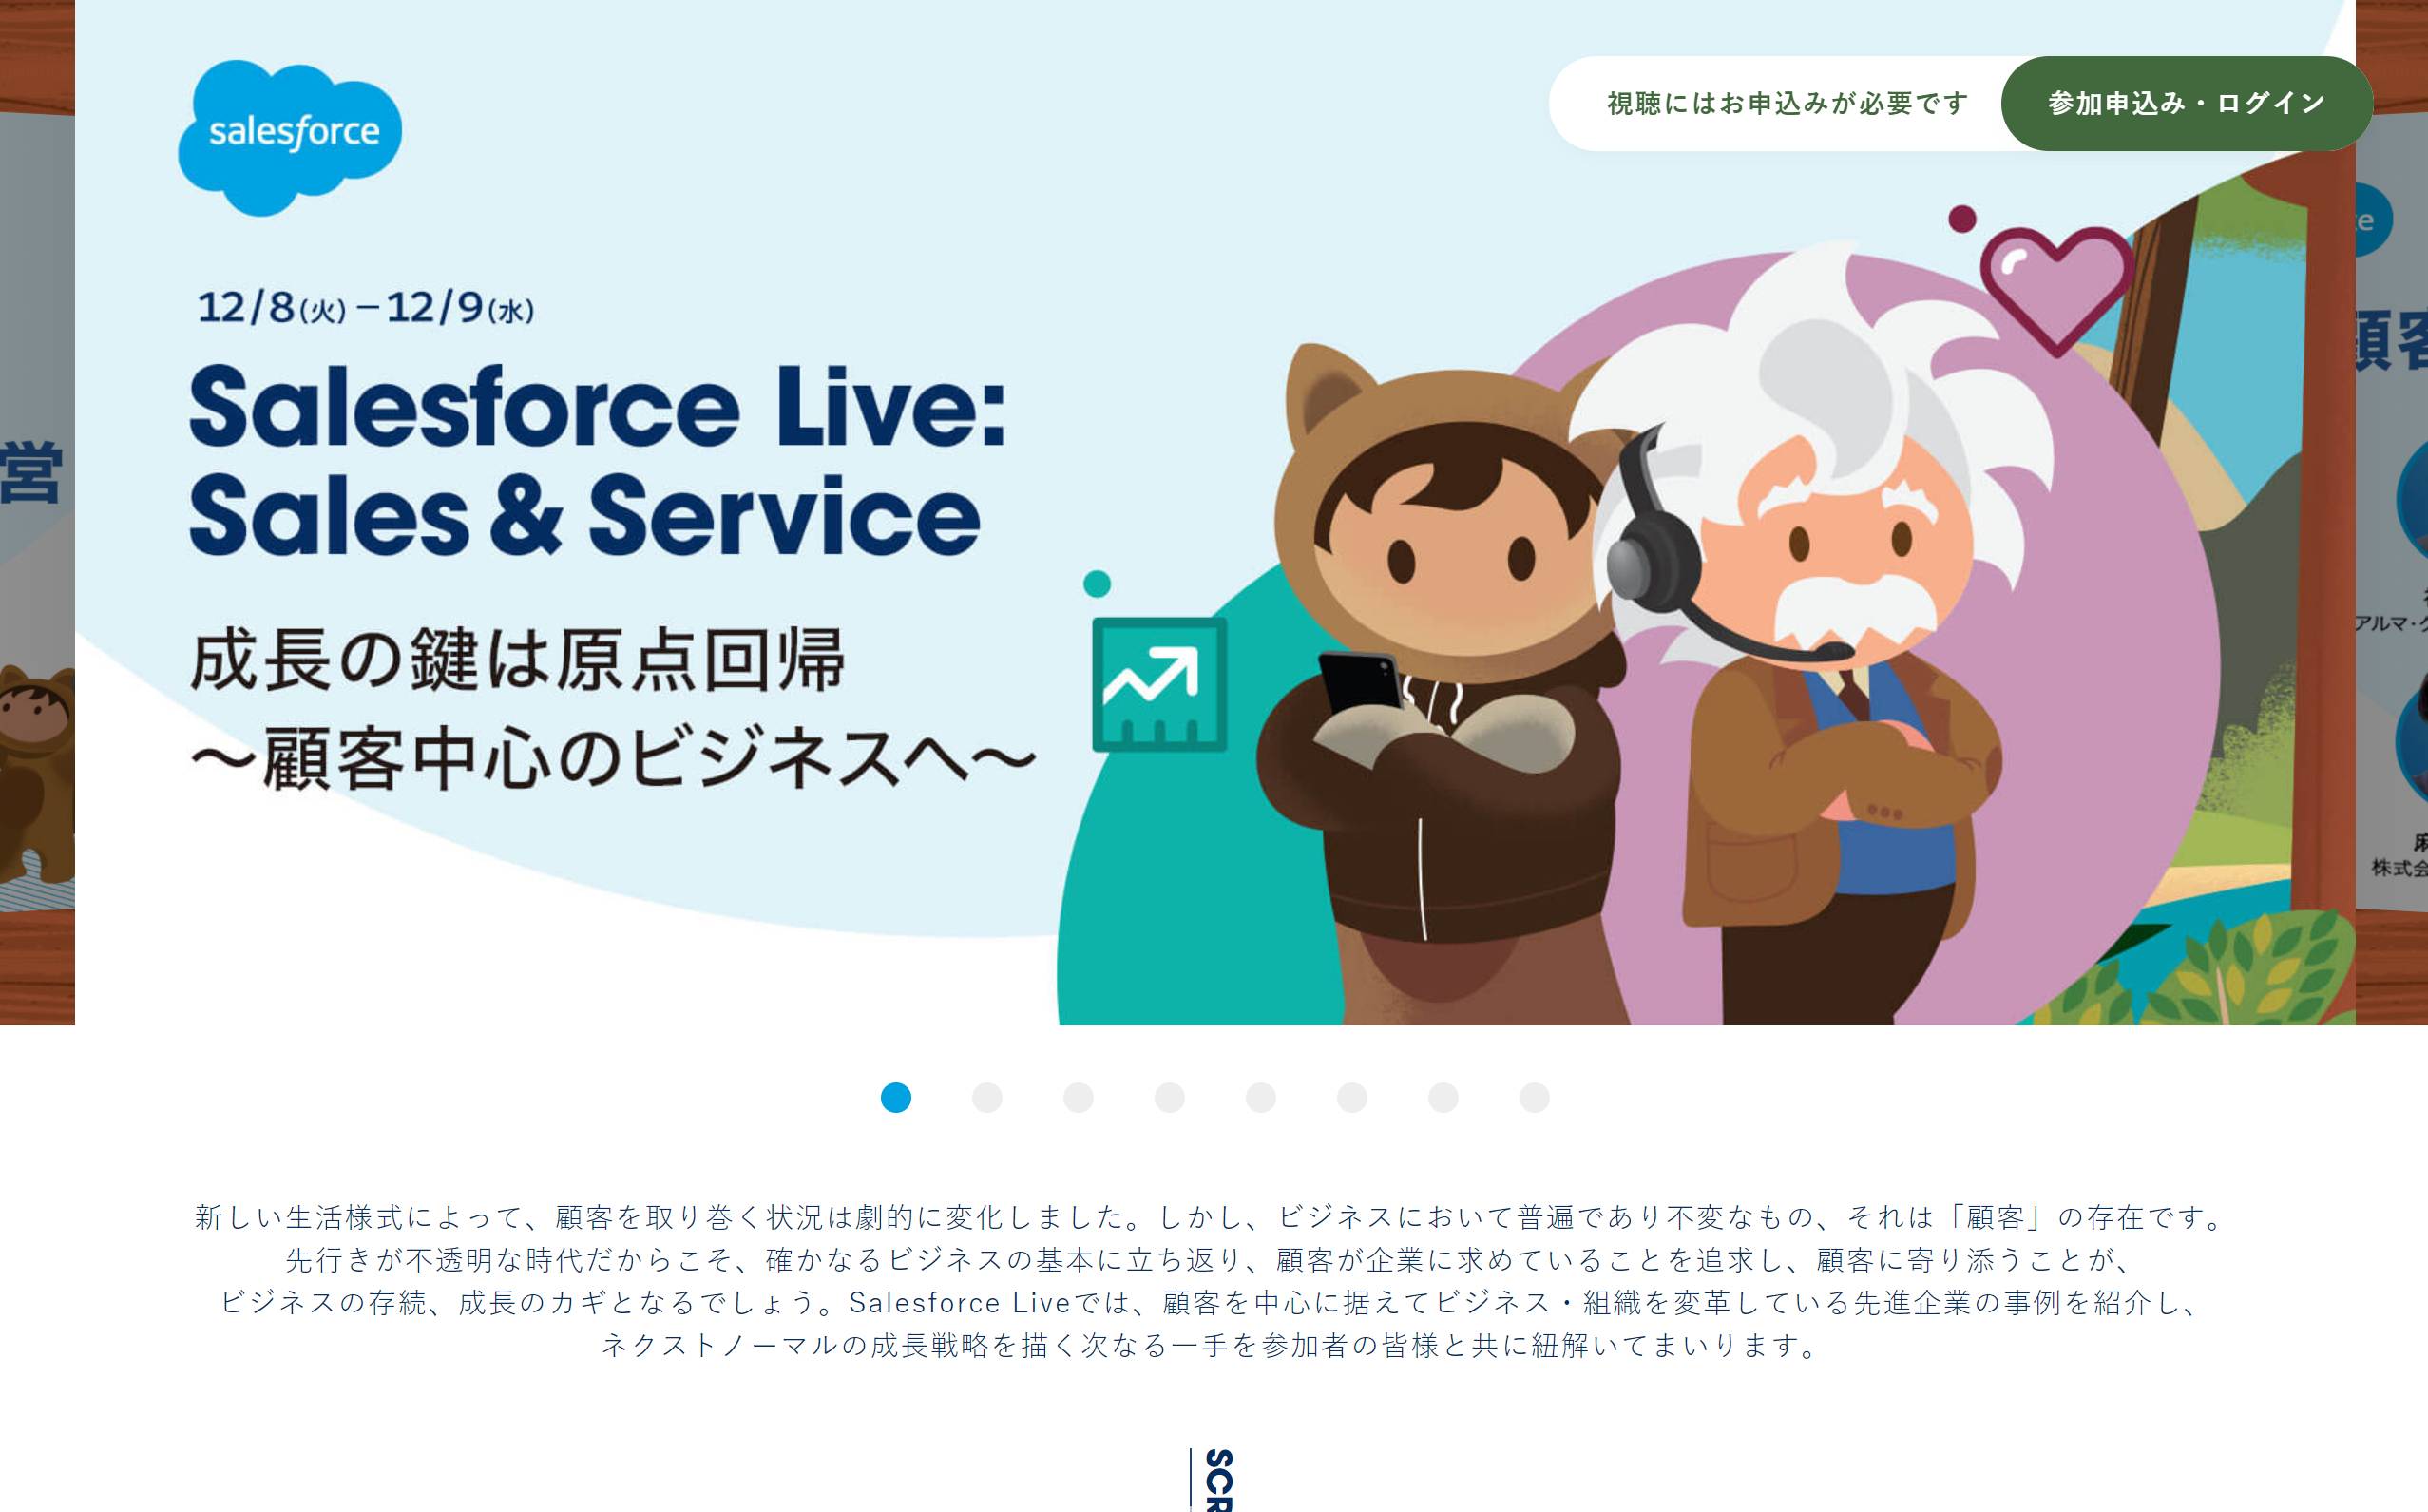 salesforce
視聴にはお申込みが必要です
参加申込み・ログイン
12/8(火)–12/9(水)
Salesforce Live:
Sales & Service
成長の鍵は原点回帰
〜顧客中心のビジネスへ〜
営
顧客
アルマ・ク
株式会
新しい生活様式によって、顧客を取り巻く状況は劇的に変化しました。しかし、ビジネスにおいて普遍であり不変なもの、それは「顧客」の存在です。
先行きが不透明な時代だからこそ、確かなるビジネスの基本に立ち返り、顧客が企業に求めていることを追求し、顧客に寄り添うことが、
ビジネスの存続、成長のカギとなるでしょう。Salesforce Liveでは、顧客を中心に据えてビジネス・組織を変革している先進企業の事例を紹介し、
ネクストノーマルの成長戦略を描く次なる一手を参加者の皆様と共に紐解いてまいります。
SCR